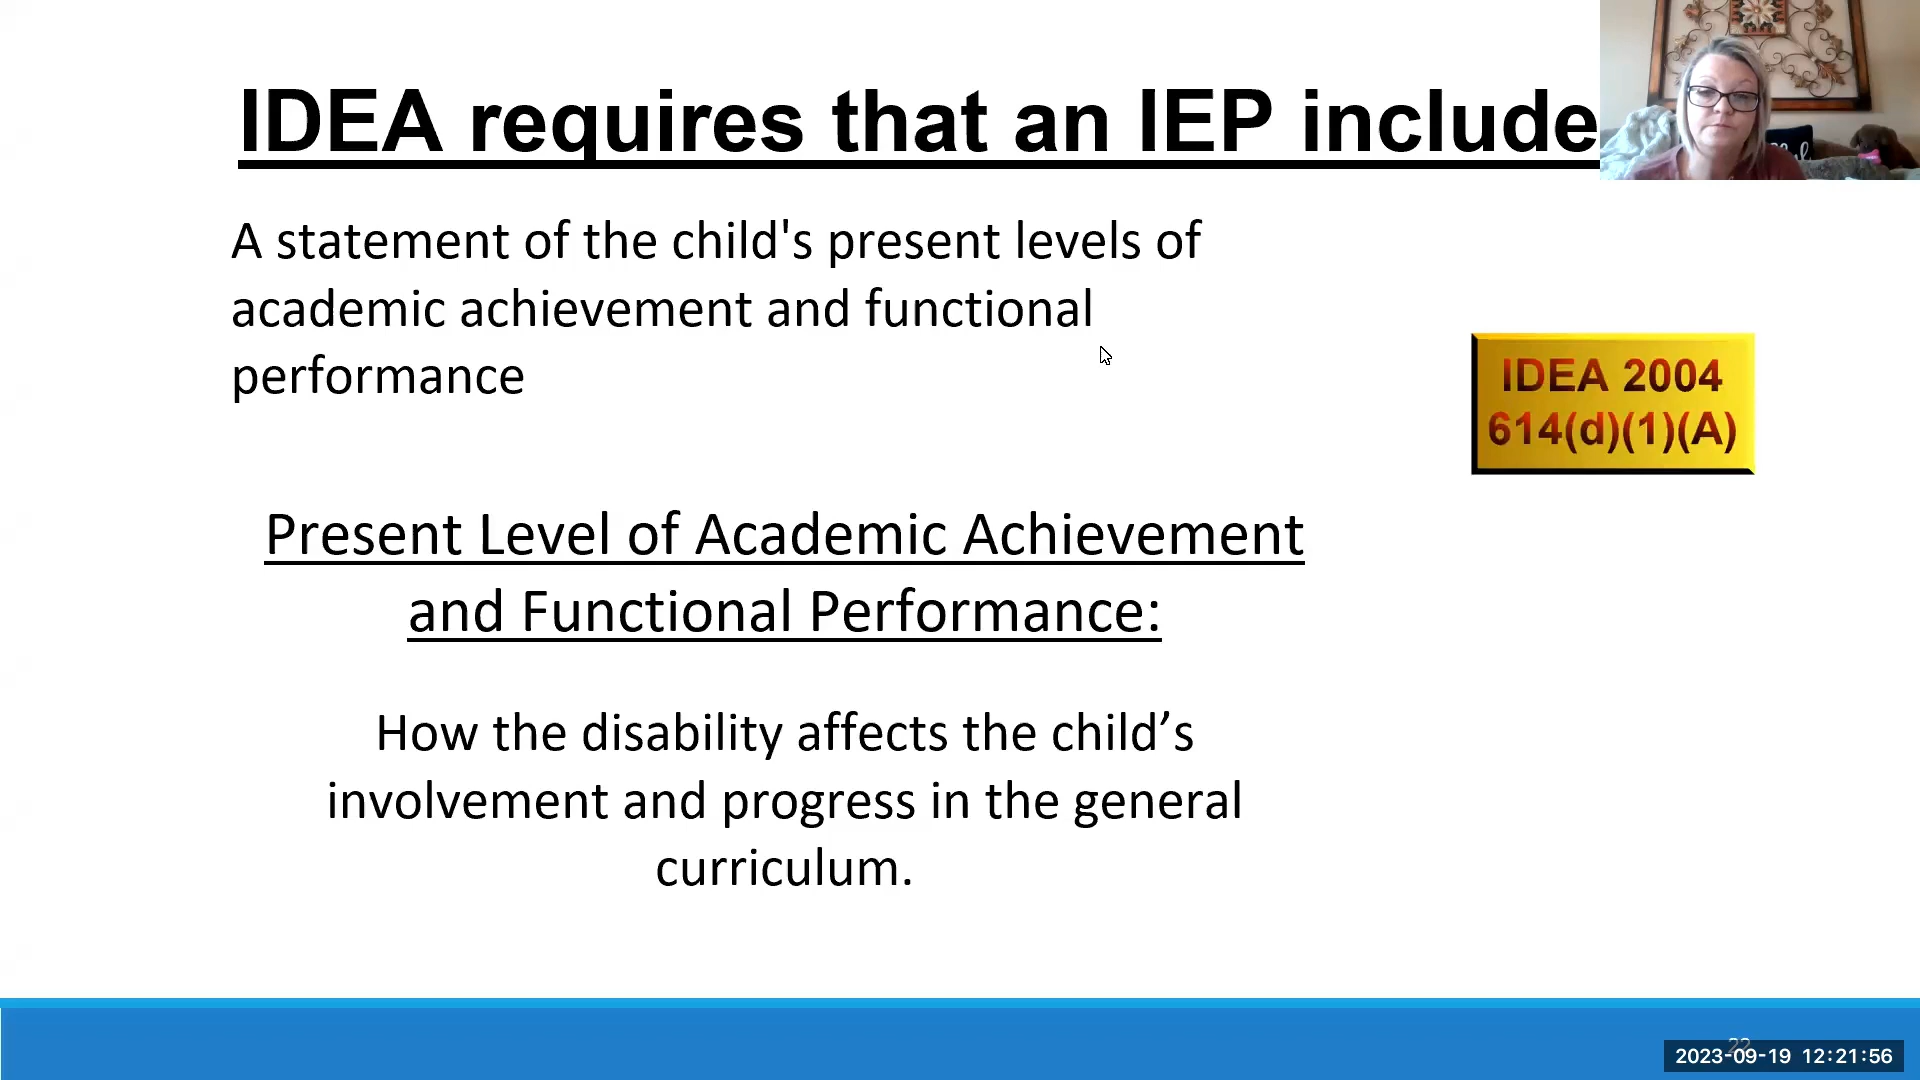 IDEA requires that an IEP include
A statement of the child's present levels of
academic achievement and functional
performance
IDEA 2004
614(d)(1)(A)
Present Level of Academic Achievement
and Functional Performance:
How the disability affects the child’s
involvement and progress in the general
curriculum.
2023-09-19 12:21:56